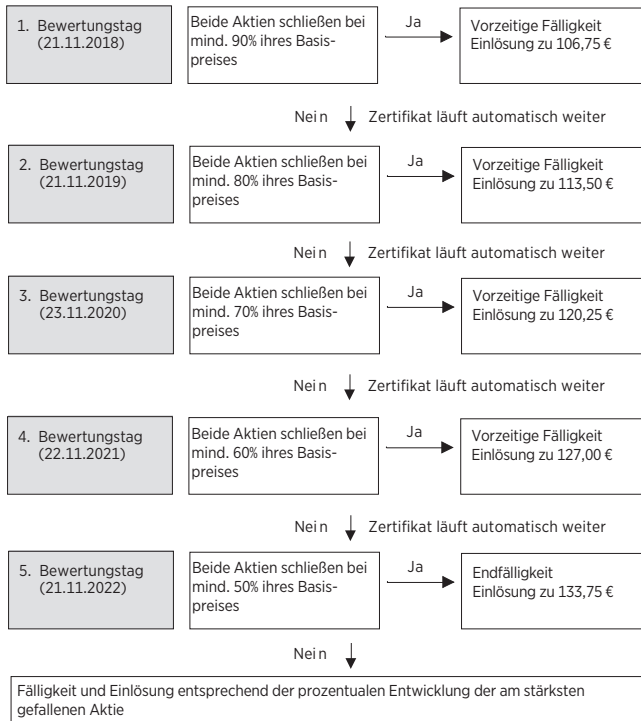 1. Bewertungstag
(21.11.2018)
Beide Aktien schließen bei
mind. 90% ihres Basis-
preises
Ja
Vorzeitige Fälligkeit
Einlösung zu 106,75 €
Nein
Zertifikat läuft automatisch weiter
2. Bewertungstag
(21.11.2019)
Beide Aktien schließen bei
mind. 80% ihres Basis-
preises
Ja
Vorzeitige Fälligkeit
Einlösung zu 113,50 €
Nein
Zertifikat läuft automatisch weiter
3. Bewertungstag
(23.11.2020)
Beide Aktien schließen bei
mind. 70% ihres Basis-
preises
Ja
Vorzeitige Fälligkeit
Einlösung zu 120,25 €
Nein
Zertifikat läuft automatisch weiter
4. Bewertungstag
(22.11.2021)
Beide Aktien schließen bei
mind. 60% ihres Basis-
preises
Ja
Vorzeitige Fälligkeit
Einlösung zu 127,00 €
Nein
Zertifikat läuft automatisch weiter
5. Bewertungstag
(21.11.2022)
Beide Aktien schließen bei
mind. 50% ihres Basis-
preises
Ja
Endfälligkeit
Einlösung zu 133,75 €
Nein
Fälligkeit und Einlösung entsprechend der prozentualen Entwicklung der am stärksten
gefallenen Aktie